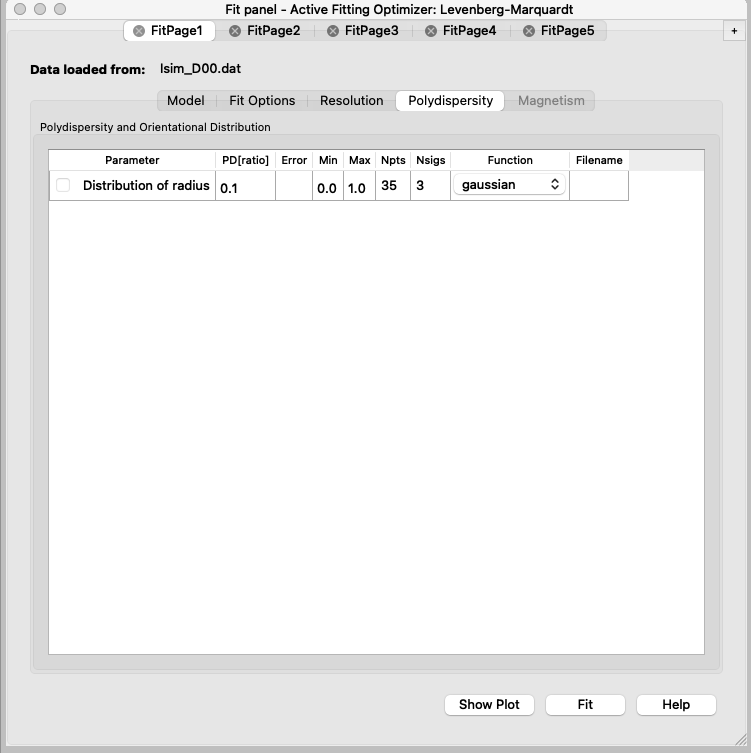 Fit panel - Active Fitting Optimizer: Levenberg-Marquardt
FitPage1 FitPage2 FitPage3 FitPage4 FitPage5 +
Data loaded from: Isim_D00.dat
Model Fit Options Resolution Polydispersity Magnetism
Polydispersity and Orientational Distribution
Parameter PD[ratio] Error Min Max Npts Nsigs Function Filename
Distribution of radius 0.1 0.0 1.0 35 3 gaussian
Show Plot Fit Help